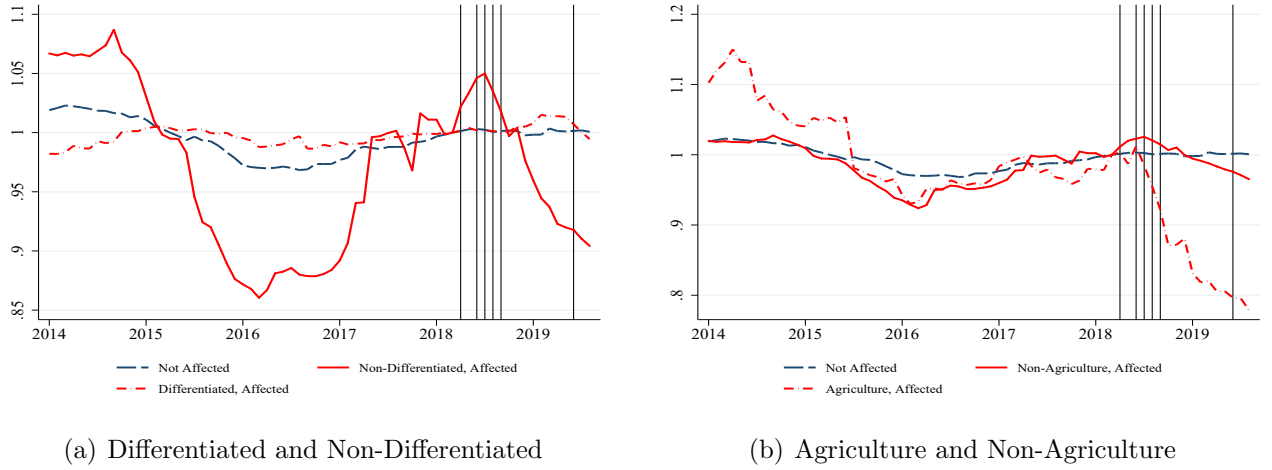 1.1
1.05
1
.95
.9
.85
2014 2015 2016 2017 2018 2019
Not Affected Non-Differentiated, Affected
Differentiated, Affected
(a) Differentiated and Non-Differentiated
1.2
1.1
1
.9
.8
2014 2015 2016 2017 2018 2019
Not Affected Non-Agriculture, Affected
Agriculture, Affected
(b) Agriculture and Non-Agriculture